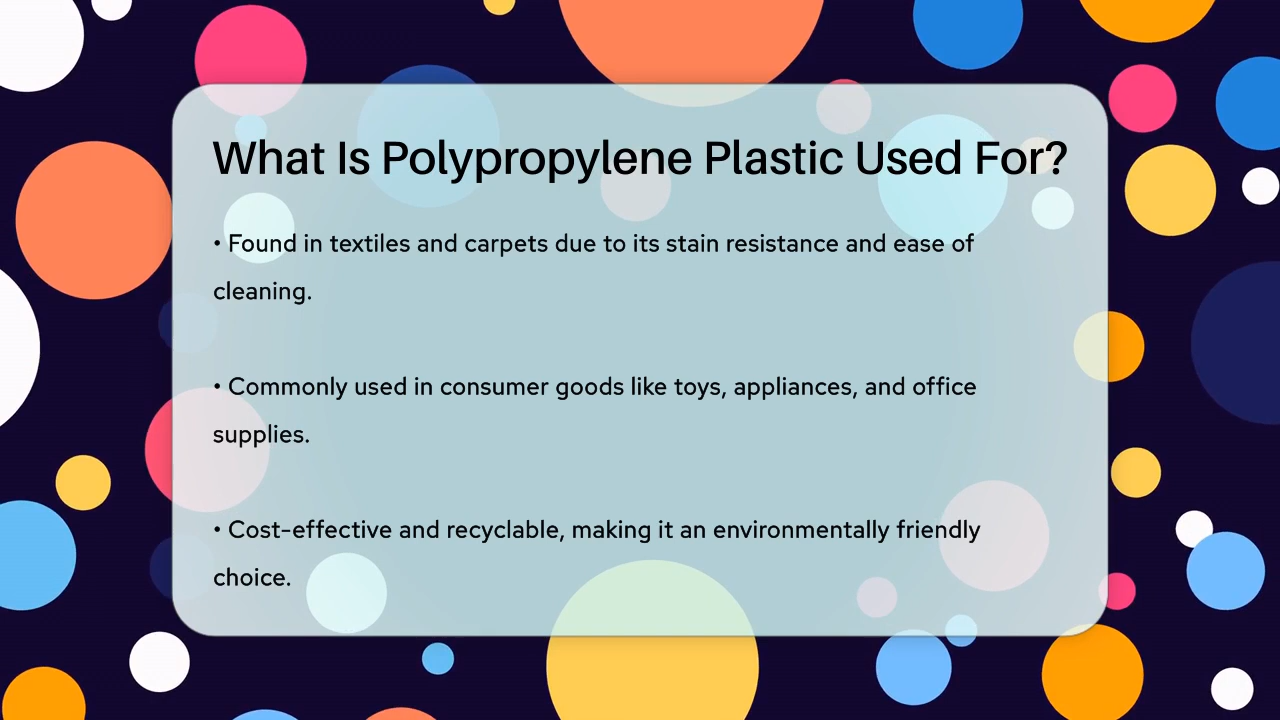 What Is Polypropylene Plastic Used For?
• Found in textiles and carpets due to its stain resistance and ease of
cleaning.
• Commonly used in consumer goods like toys, appliances, and office
supplies.
• Cost-effective and recyclable, making it an environmentally friendly
choice.